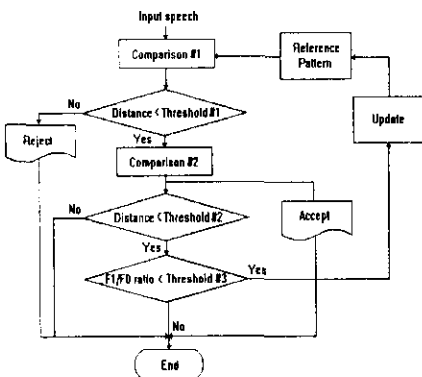 Input speech
Comparison #1
Reference
Pattern
No
Distance < Threshold #1
Update
Reject
Yes
Comparison #2
No
Distance < Threshold #2
Accept
Yes
F1/F0 ratio < Threshold #3
Yes
No
End